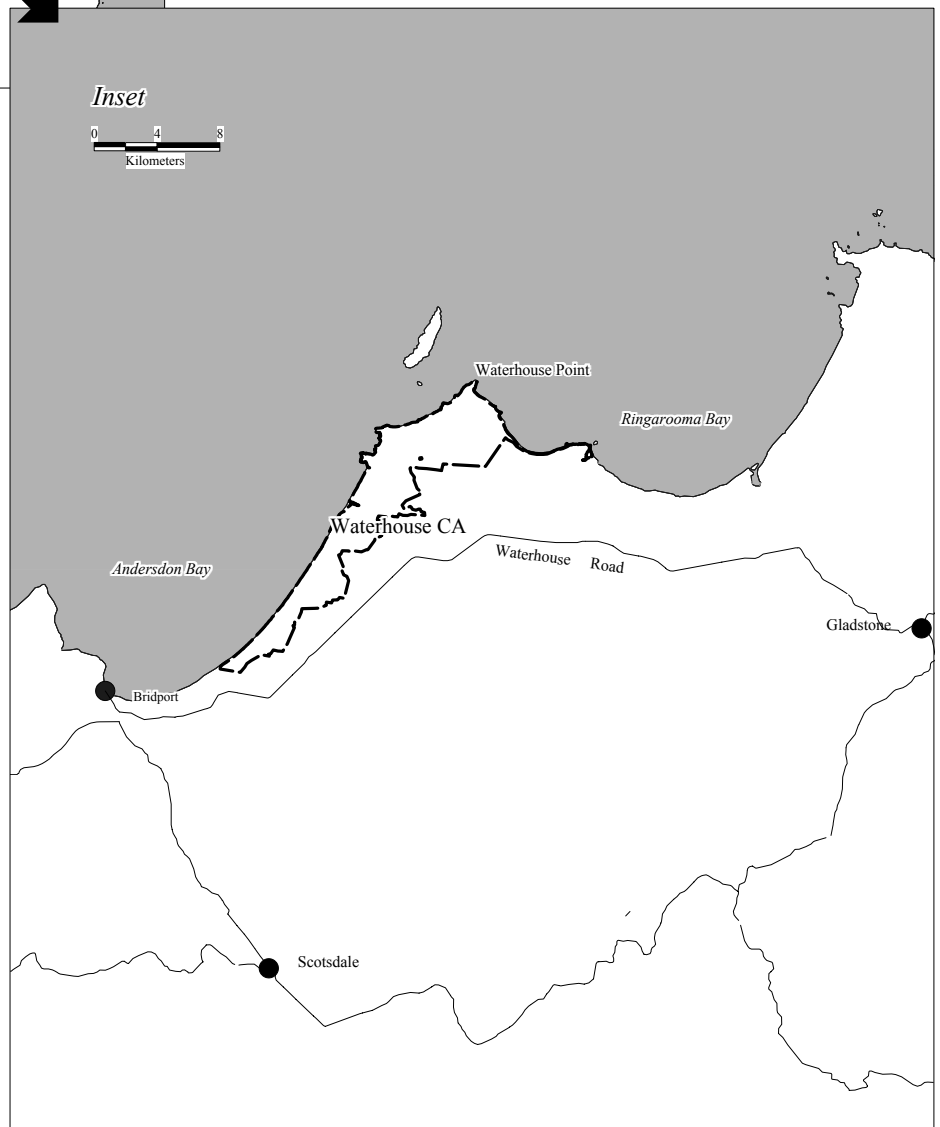 Inset
0 4 8
Kilometers
Waterhouse Point
Ringarooma Bay
Waterhouse CA
Waterhouse Road
Andersdon Bay
Gladstone
Bridport
Scotsdale